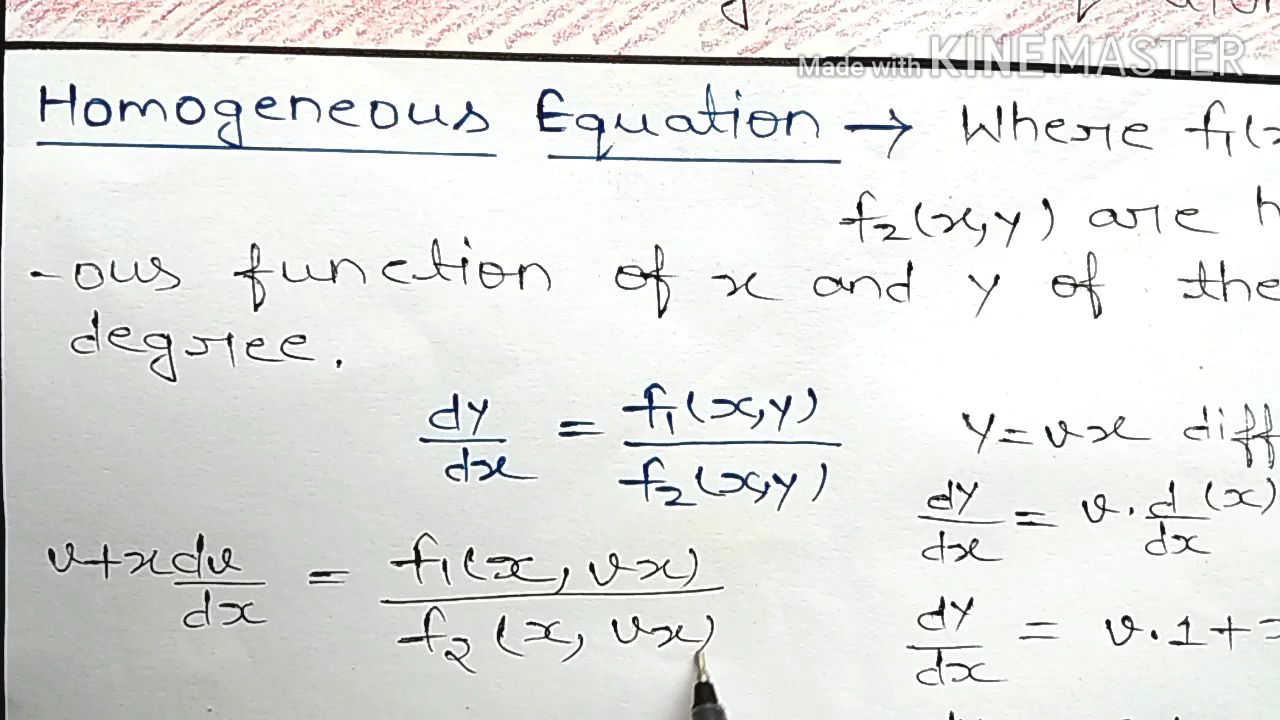 Made with KINEMASTER
Homogeneous Equation → Where f₁(x
f₂(x,y) are h
-ous function of x and y of the
degree.
dy/dx = f₁(x,y)/f₂(x,y)
y=vx diff
dy/dx = v.d/dx(x)
v+x dv/dx = f₁(x, vx)/f₂(x, vx)
dy/dx = v.1+